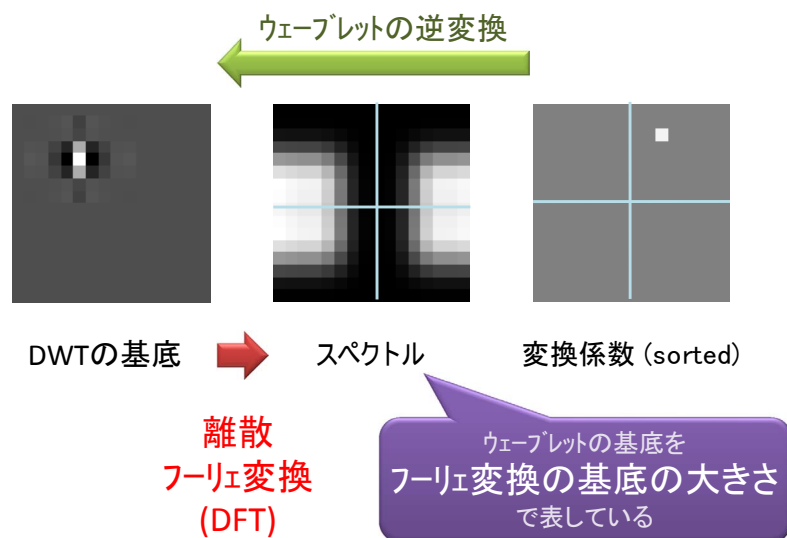 ウェーブレットの逆変換
DWTの基底
スペクトル
変換係数 (sorted)
離散
フーリェ変換
(DFT)
ウェーブレットの基底を
フーリェ変換の基底の大きさ
で表している